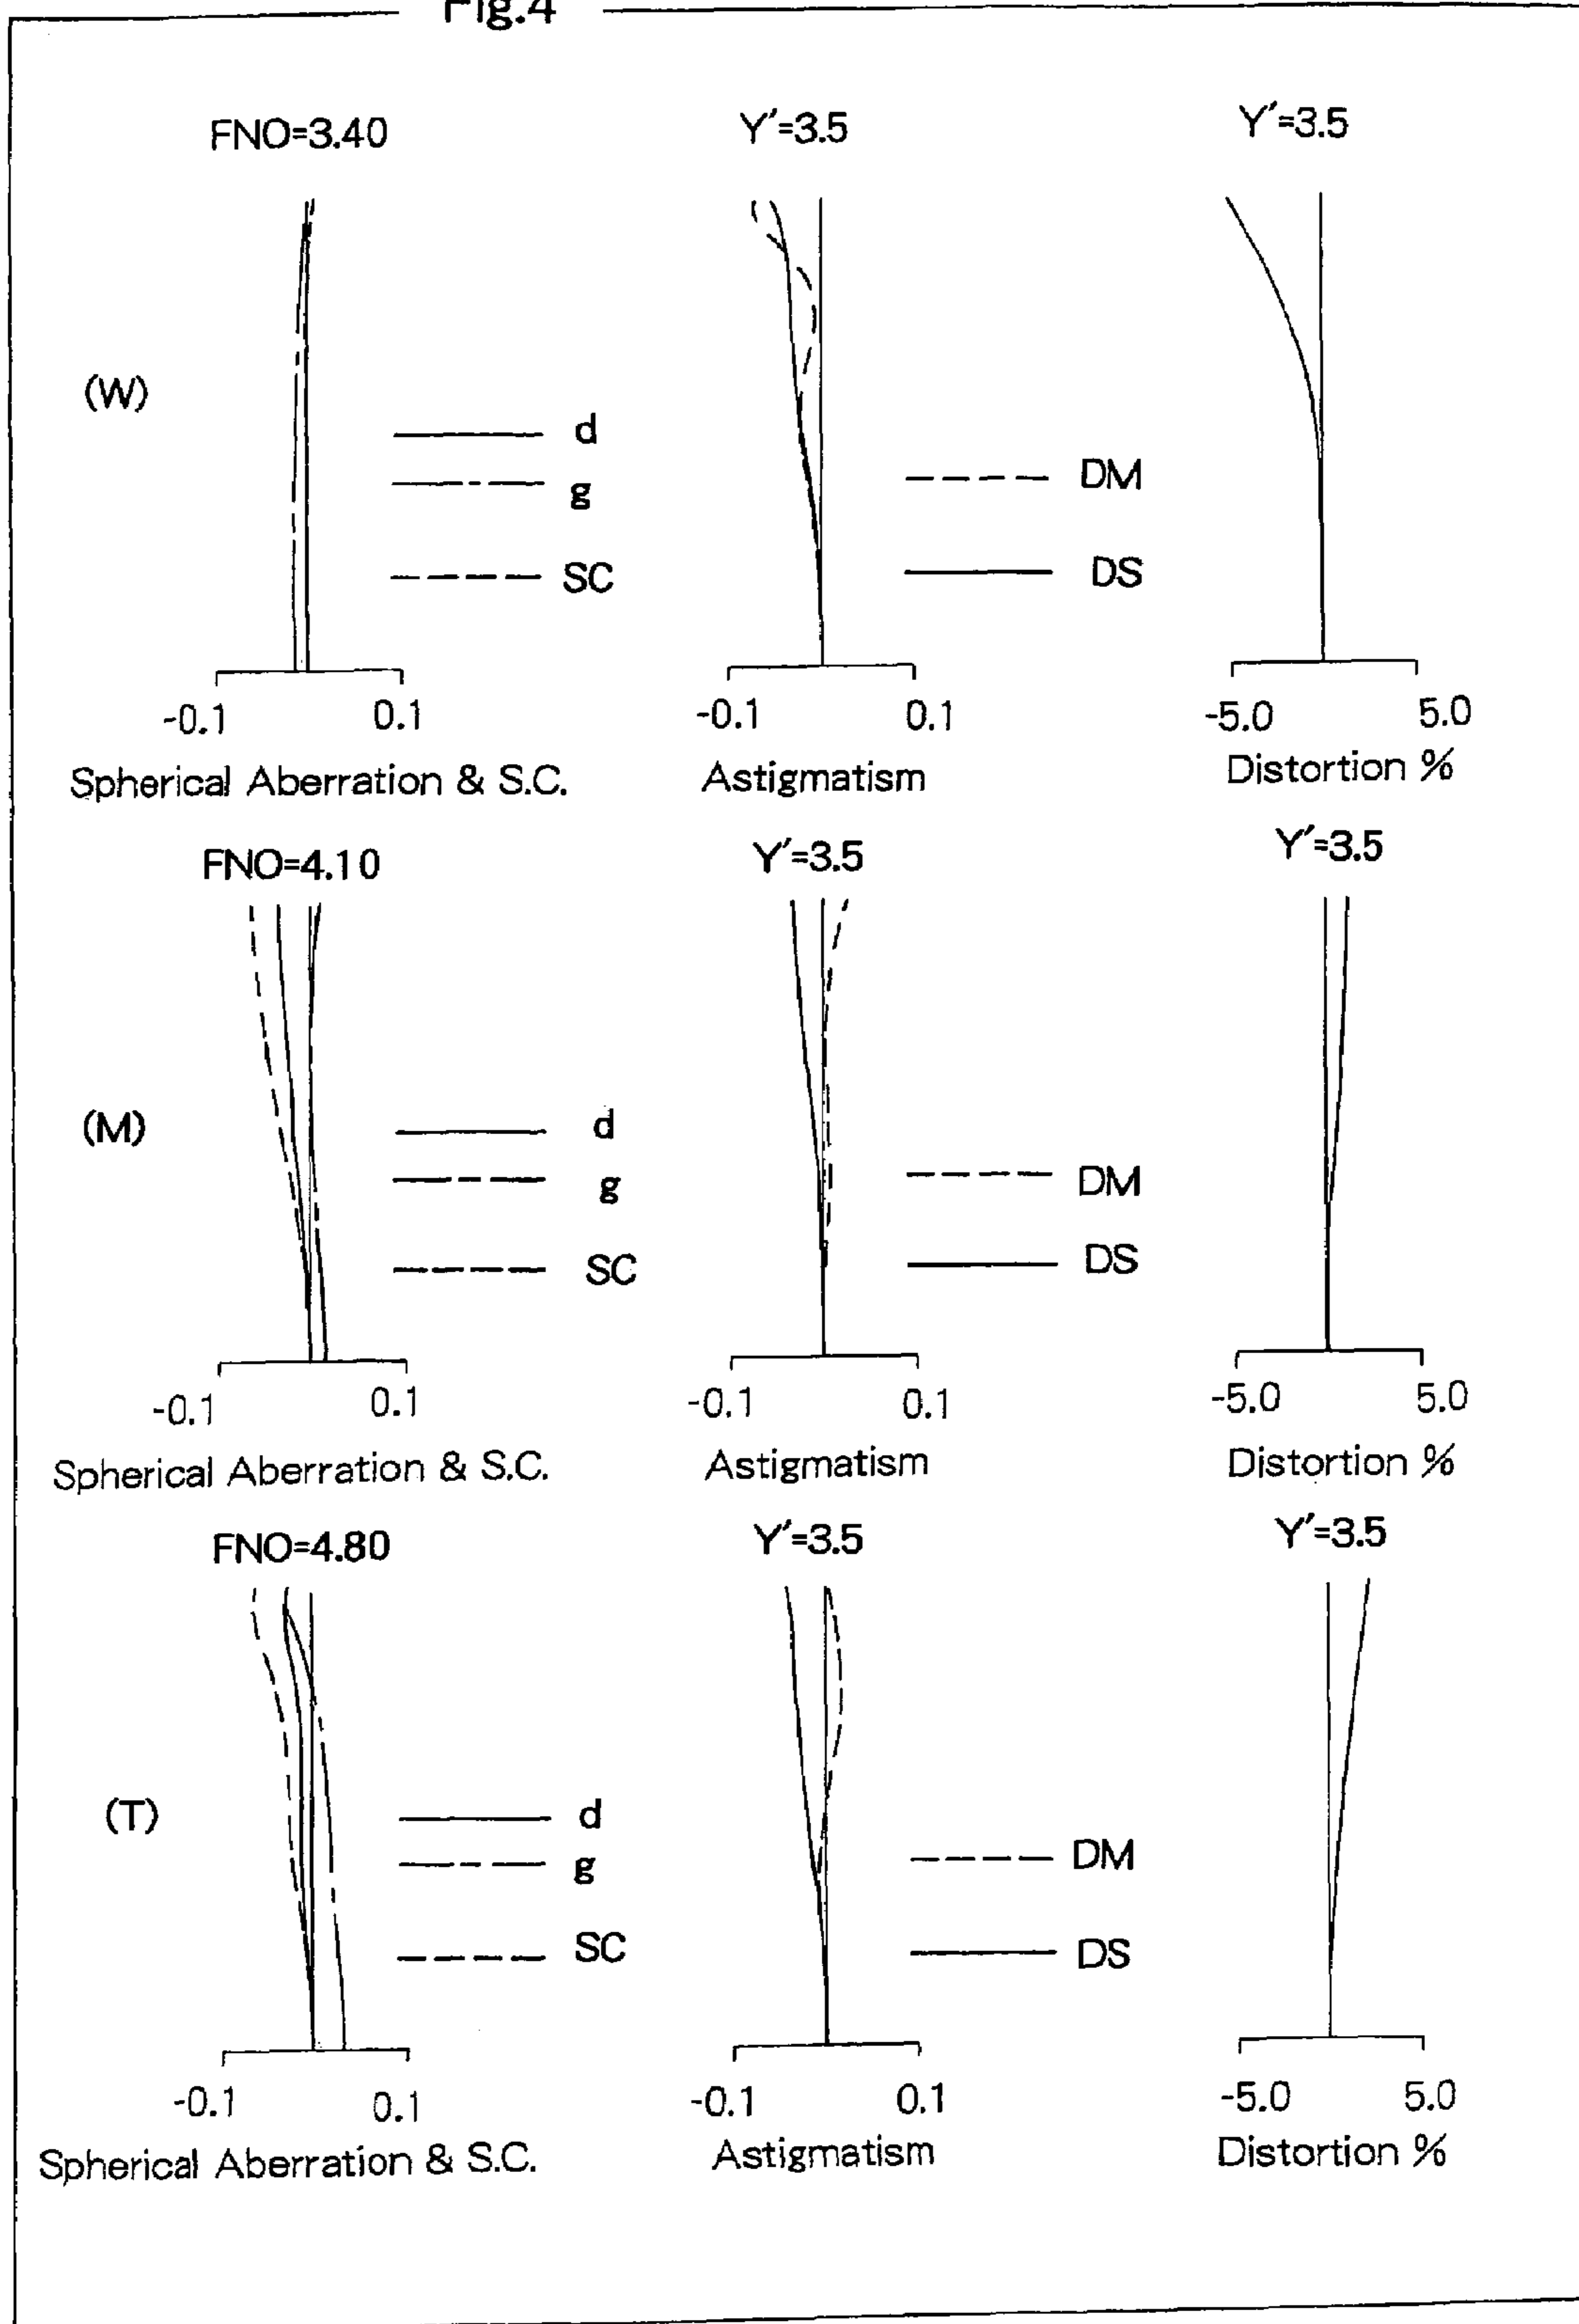 Fig.4
FNO=3.40 Y'=3.5 Y'=3.5
(W)
d
g
SC
DM
DS
-0.1 0.1 -0.1 0.1 -5.0 5.0
Spherical Aberration & S.C. Astigmatism Distortion %
FNO=4.10 Y'=3.5 Y'=3.5
(M)
d
g
SC
DM
DS
-0.1 0.1 -0.1 0.1 -5.0 5.0
Spherical Aberration & S.C. Astigmatism Distortion %
FNO=4.80 Y'=3.5 Y'=3.5
(T)
d
g
SC
DM
DS
-0.1 0.1 -0.1 0.1 -5.0 5.0
Spherical Aberration & S.C. Astigmatism Distortion %